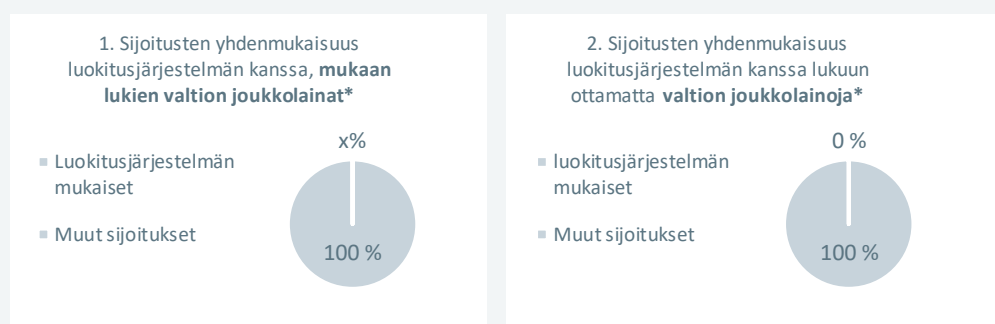 1. Sijoitusten yhdenmukaisuus
luokitusjärjestelmän kanssa, mukaan
lukien valtion joukkolainat*
x%
Luokitusjärjestelmän
mukaiset
Muut sijoitukset
100 %
2. Sijoitusten yhdenmukaisuus
luokitusjärjestelmän kanssa lukuun
ottamatta valtion joukkolainoja*
0 %
luokitusjärjestelmän
mukaiset
Muut sijoitukset
100 %